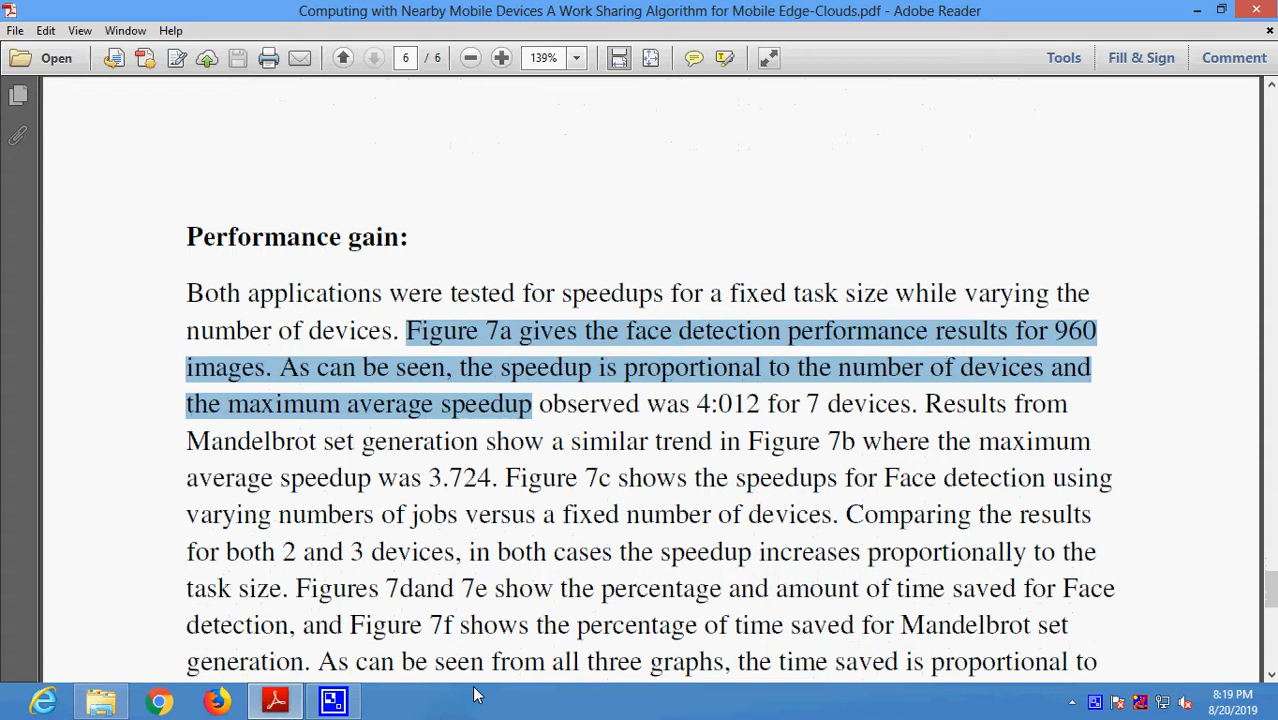 Computing with Nearby Mobile Devices A Work Sharing Algorithm for Mobile Edge-Clouds.pdf - Adobe Reader
File Edit View Window Help
Open 6 / 6 139% Tools Fill & Sign Comment
Performance gain:
Both applications were tested for speedups for a fixed task size while varying the
number of devices. Figure 7a gives the face detection performance results for 960
images. As can be seen, the speedup is proportional to the number of devices and
the maximum average speedup observed was 4:012 for 7 devices. Results from
Mandelbrot set generation show a similar trend in Figure 7b where the maximum
average speedup was 3.724. Figure 7c shows the speedups for Face detection using
varying numbers of jobs versus a fixed number of devices. Comparing the results
for both 2 and 3 devices, in both cases the speedup increases proportionally to the
task size. Figures 7dand 7e show the percentage and amount of time saved for Face
detection, and Figure 7f shows the percentage of time saved for Mandelbrot set
generation. As can be seen from all three graphs, the time saved is proportional to
8:19 PM
8/20/2019